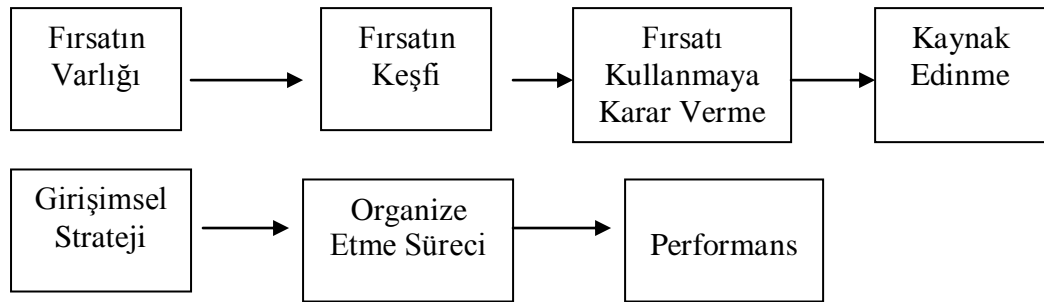 Fırsatın
Varlığı
Fırsatın
Keşfi
Fırsatı
Kullanmaya
Karar Verme
Kaynak
Edinme
Girişimsel
Strateji
Organize
Etme Süreci
Performans